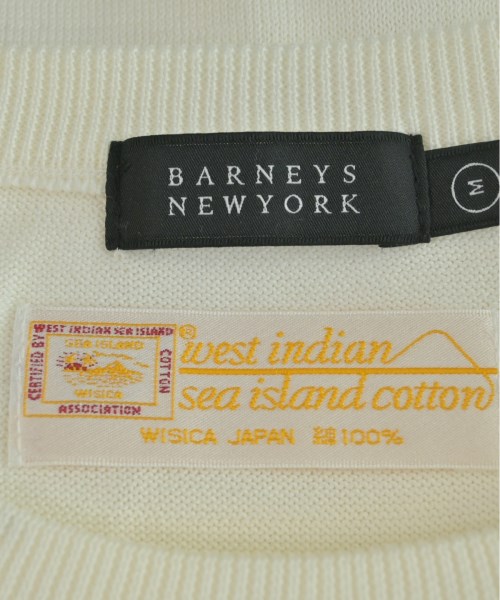 BARNEYS
NEWYORK
M
WEST INDIAN SEA ISLAND
CERTIFIED BY
SEA ISLAND
WISICA
COTTON
ASSOCIATION
west indian®
sea island cotton
WISICA JAPAN 綿100%